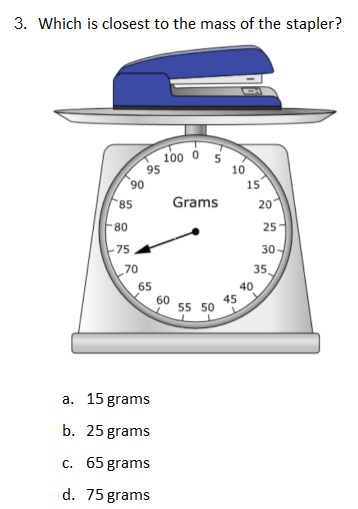 3. Which is closest to the mass of the stapler?
100 0 5
95 10
90 15
85 Grams 20
80 25
75 30
70 35
65 40
60 45
55 50
a. 15 grams
b. 25 grams
c. 65 grams
d. 75 grams